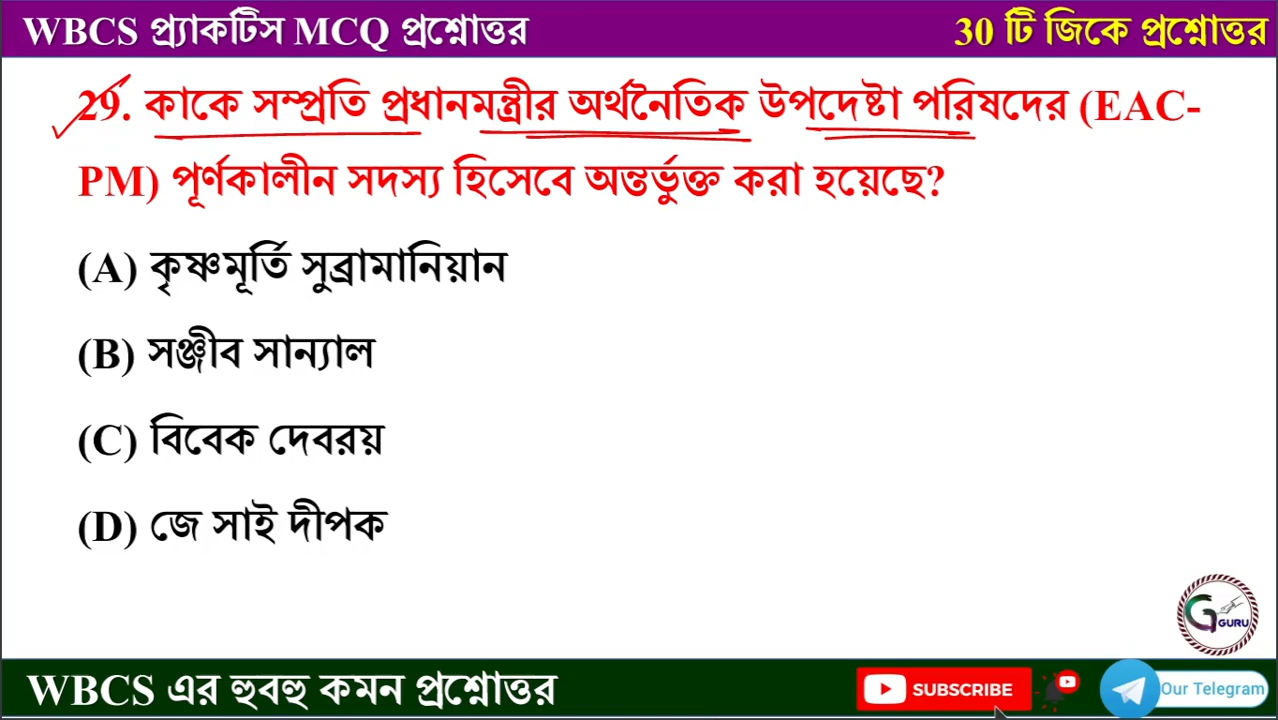 WBCS প্র্যাকটিস MCQ প্রশ্নোত্তর
30 টি জিকে প্রশ্নোত্তর
29. কাকে সম্প্রতি প্রধানমন্ত্রীর অর্থনৈতিক উপদেষ্টা পরিষদের (EAC-
PM) পূর্ণকালীন সদস্য হিসেবে অন্তর্ভুক্ত করা হয়েছে?
(A) কৃষ্ণমূর্তি সুব্রামানিয়ান
(B) সঞ্জীব সান্যাল
(C) বিবেক দেবরয়
(D) জে সাই দীপক
G GURU
WBCS এর হুবহু কমন প্রশ্নোত্তর
SUBSCRIBE
Our Telegram